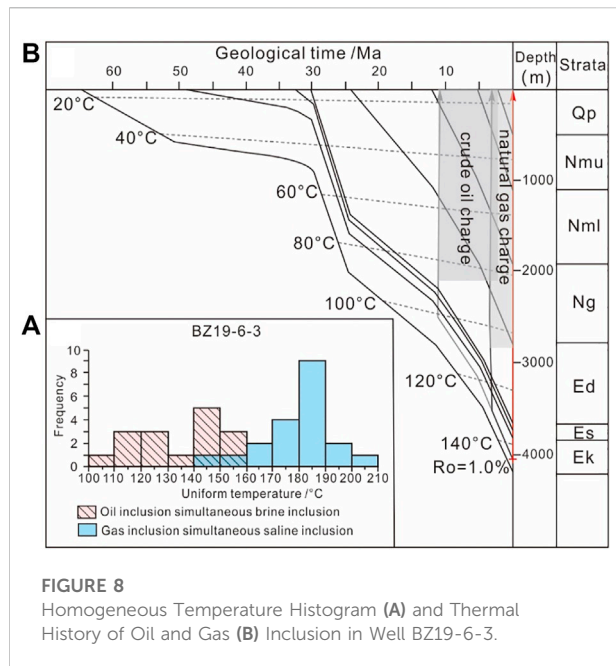 B
Geological time /Ma
Depth
(m)
Strata
60 50 40 30 20 10
20°C
40°C
60°C
80°C
100°C
120°C
140°C
Ro=1.0%
crude oil charge
natural gas charge
1000
2000
3000
4000
Qp
Nmu
Nml
Ng
Ed
Es
Ek
A
BZ19-6-3
Frequency
10
8
6
4
2
0
100 110 120 130 140 150 160 170 180 190 200 210
Uniform temperature /°C
Oil inclusion simultaneous brine inclusion
Gas inclusion simultaneous saline inclusion
FIGURE 8
Homogeneous Temperature Histogram (A) and Thermal
History of Oil and Gas (B) Inclusion in Well BZ19-6-3.